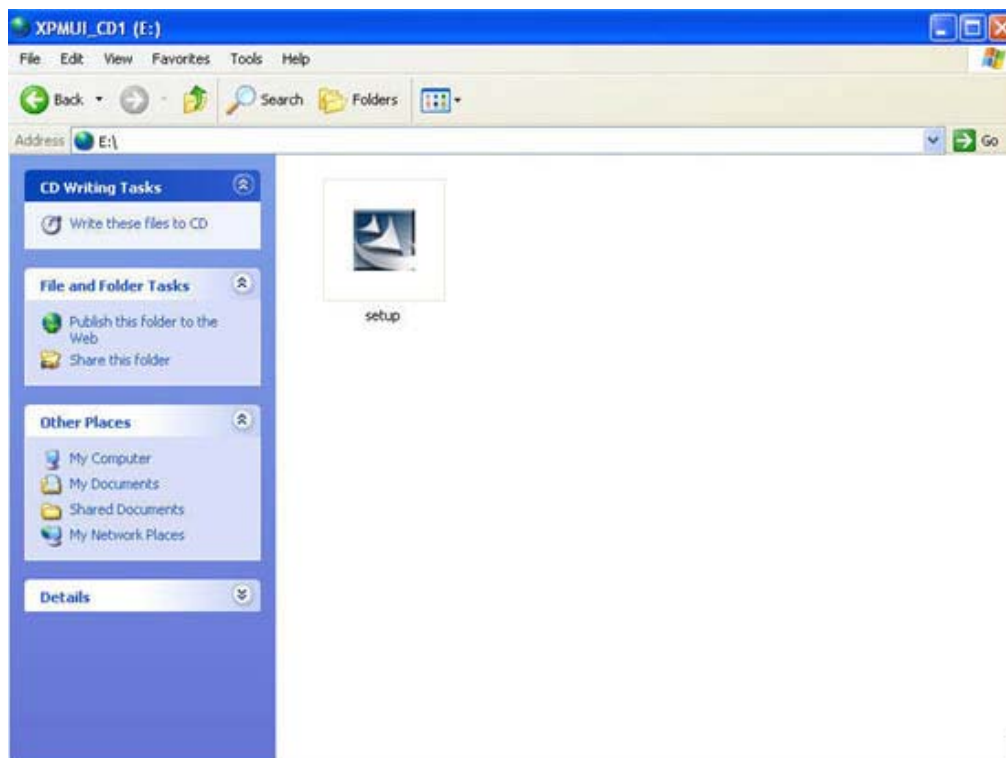 XPMUI_CD1 (E:)
File Edit View Favorites Tools Help
Back Search Folders
Address E:\ Go
CD Writing Tasks
Write these files to CD
File and Folder Tasks
Publish this folder to the
Web
Share this folder
Other Places
My Computer
My Documents
Shared Documents
My Network Places
Details
setup